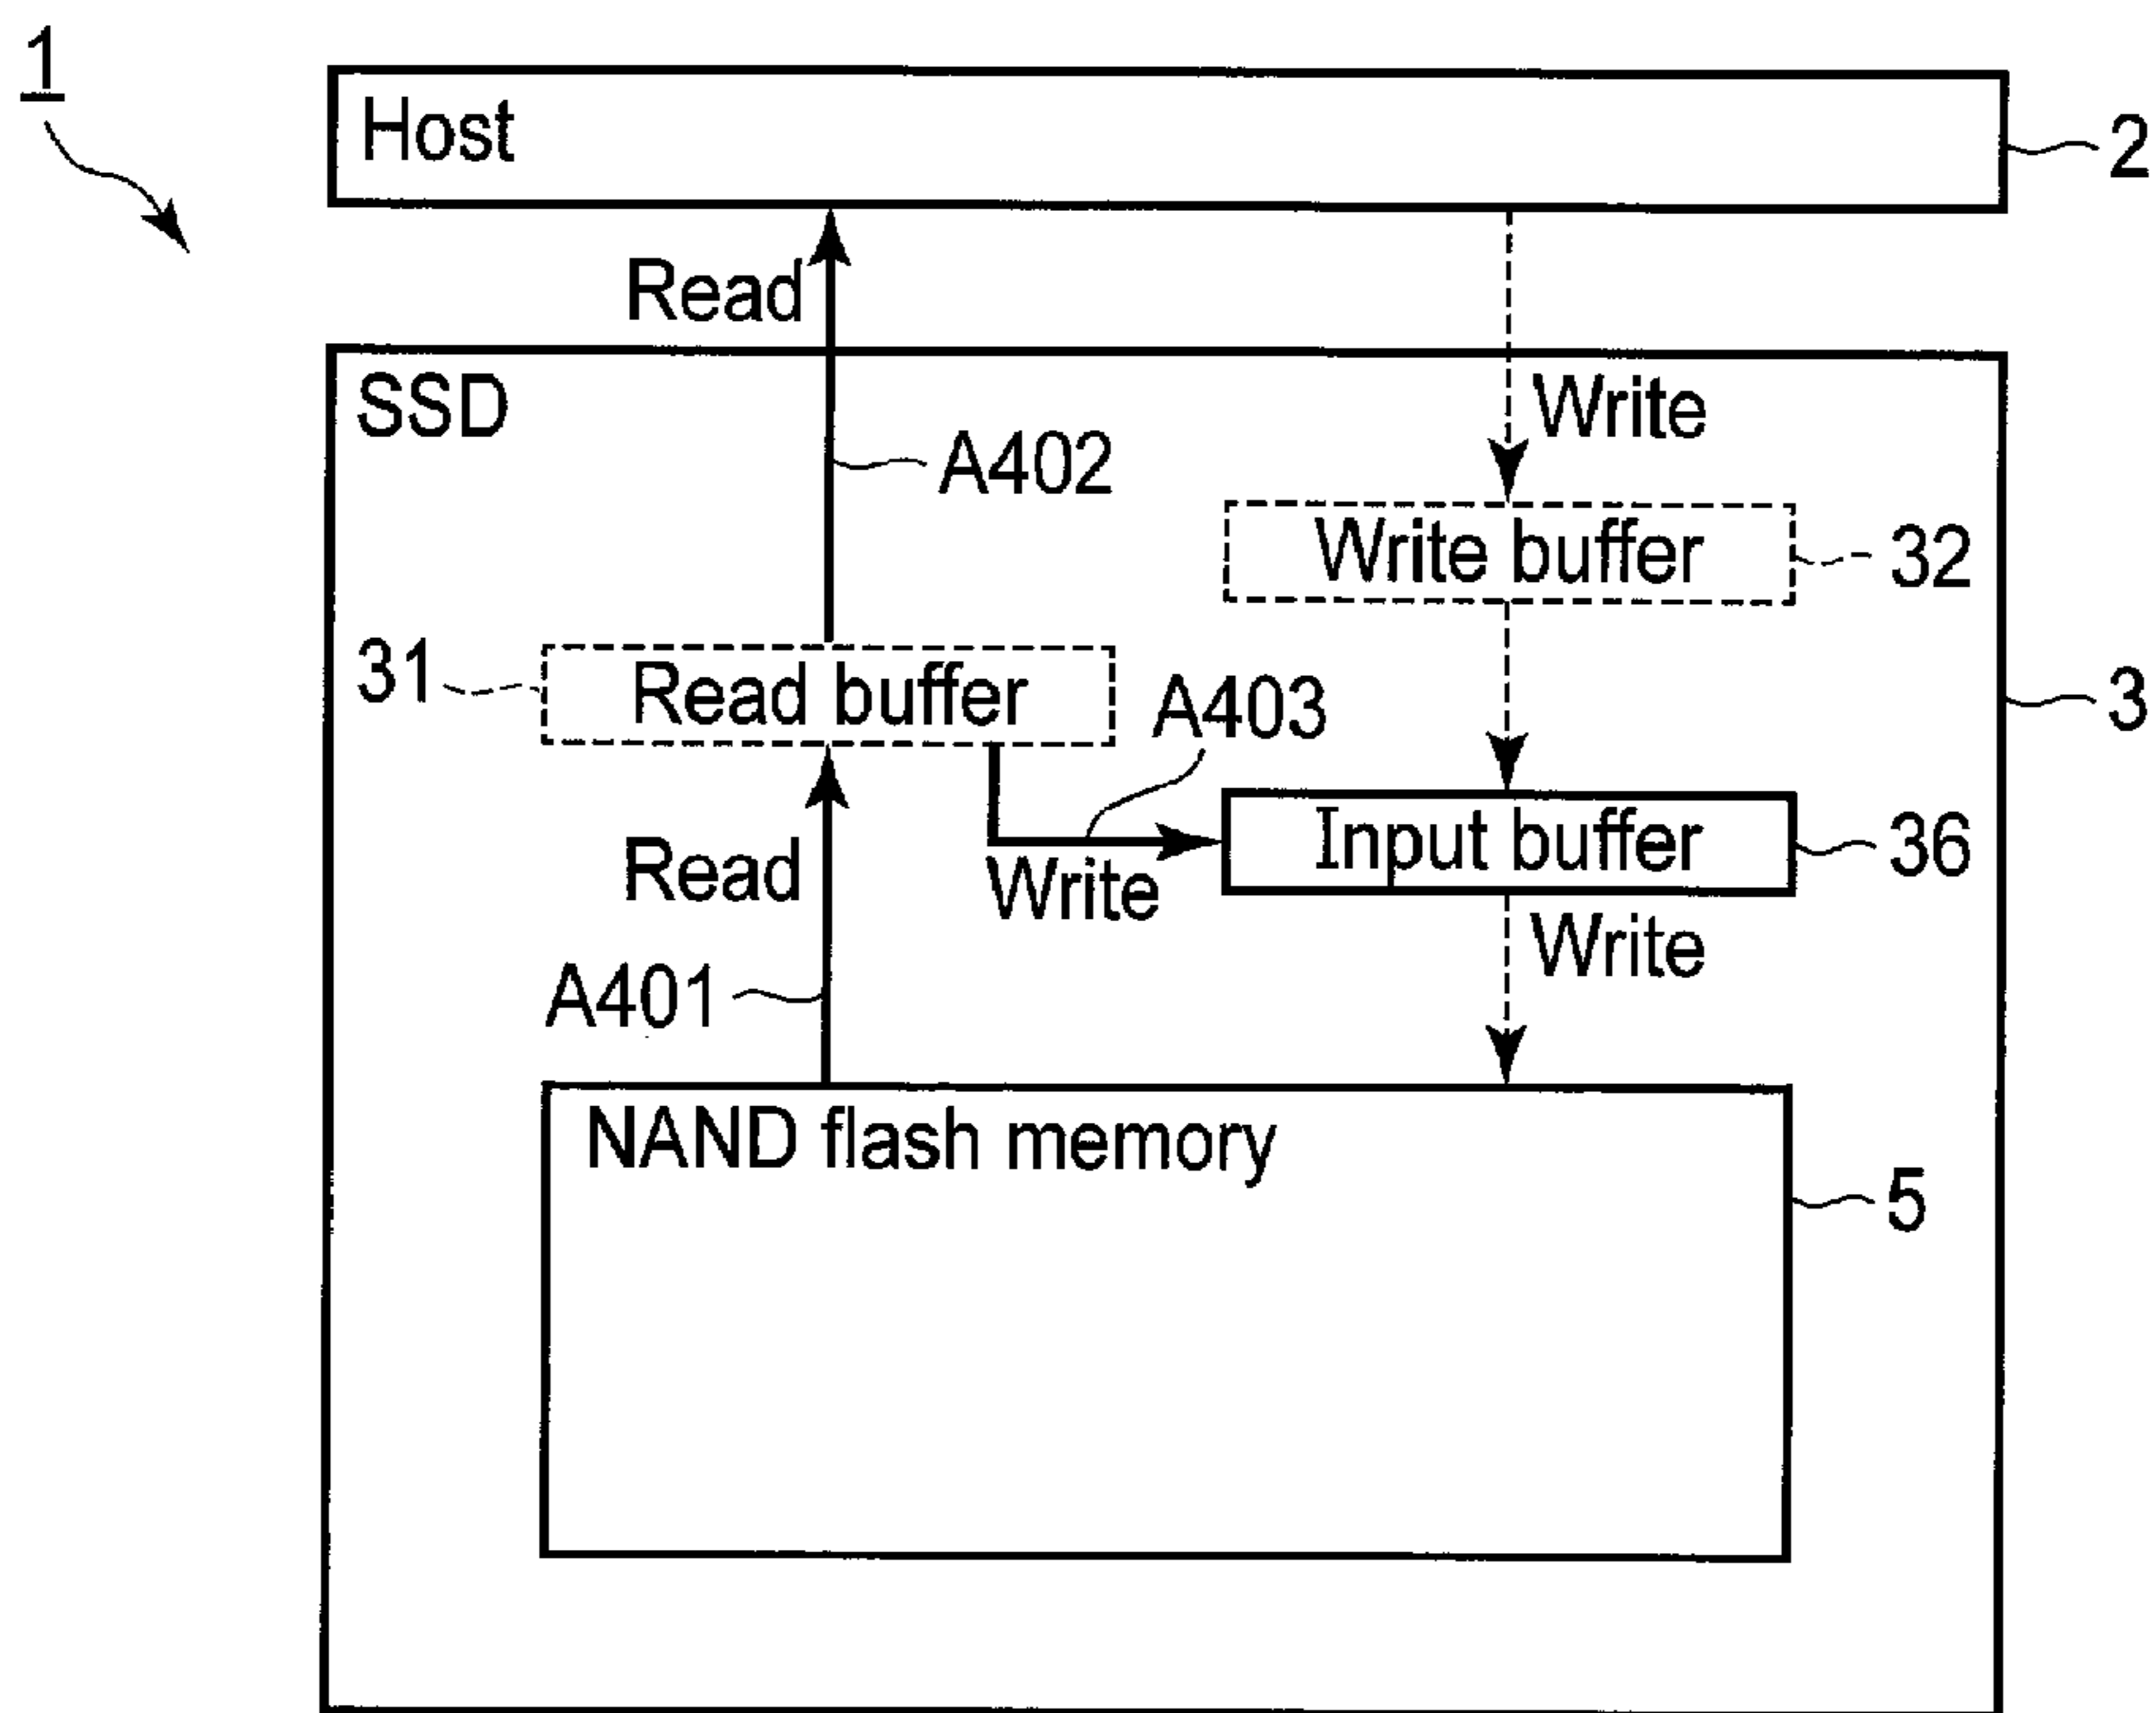 1
Host
2
Read
SSD
Write
A402
Write buffer
32
31
Read buffer
A403
3
Input buffer
36
Read
Write
Write
A401
NAND flash memory
5